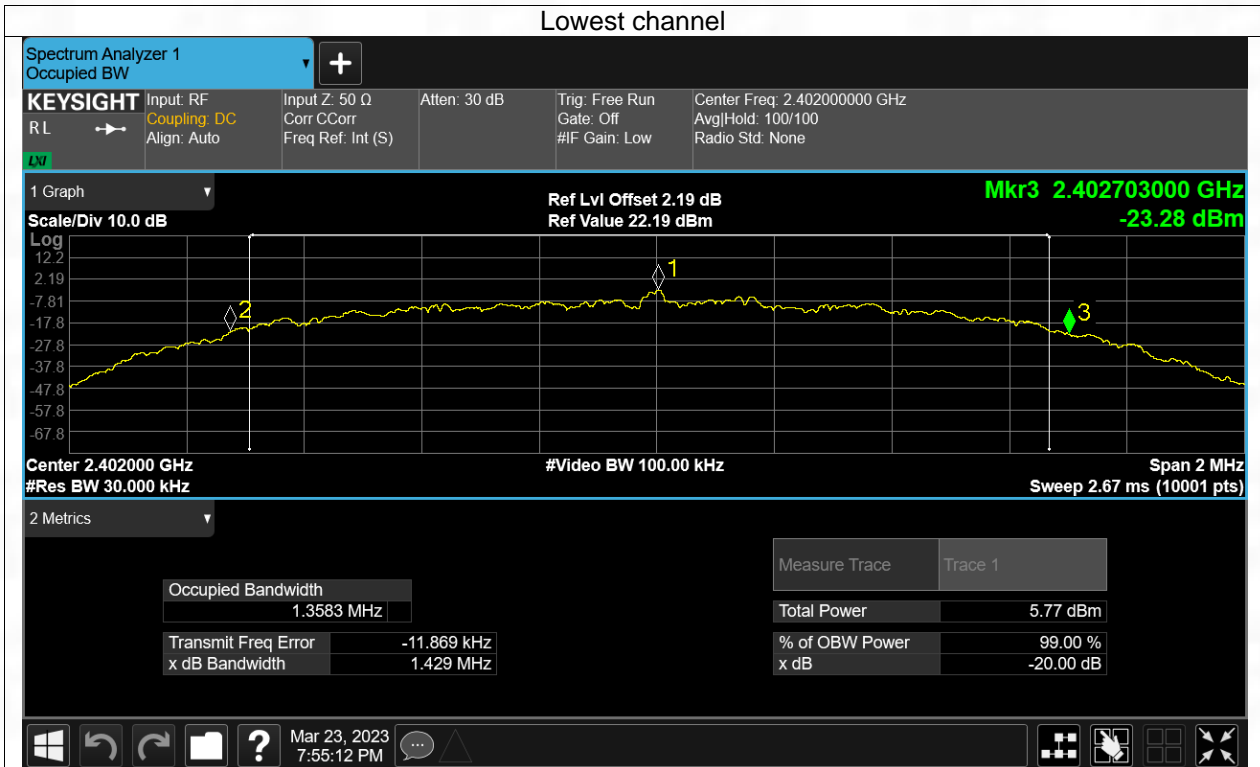 Lowest channel
Spectrum Analyzer 1
Occupied BW
KEYSIGHT Input: RF Input Z: 50 Ω Atten: 30 dB Trig: Free Run Center Freq: 2.402000000 GHz
RL Coupling: DC Corr CCorr Gate: Off Avg|Hold: 100/100
Align: Auto Freq Ref: Int (S) #IF Gain: Low Radio Std: None
LXI
1 Graph Ref Lvl Offset 2.19 dB Mkr3 2.402703000 GHz
Scale/Div 10.0 dB Ref Value 22.19 dBm -23.28 dBm
Log
12.2
2.19
-7.81
-17.8
-27.8
-37.8
-47.8
-57.8
-67.8
1
2
3
Center 2.402000 GHz #Video BW 100.00 kHz Span 2 MHz
#Res BW 30.000 kHz Sweep 2.67 ms (10001 pts)
2 Metrics
Measure Trace Trace 1
Occupied Bandwidth
1.3583 MHz Total Power 5.77 dBm
Transmit Freq Error -11.869 kHz % of OBW Power 99.00 %
x dB Bandwidth 1.429 MHz x dB -20.00 dB
? Mar 23, 2023
7:55:12 PM